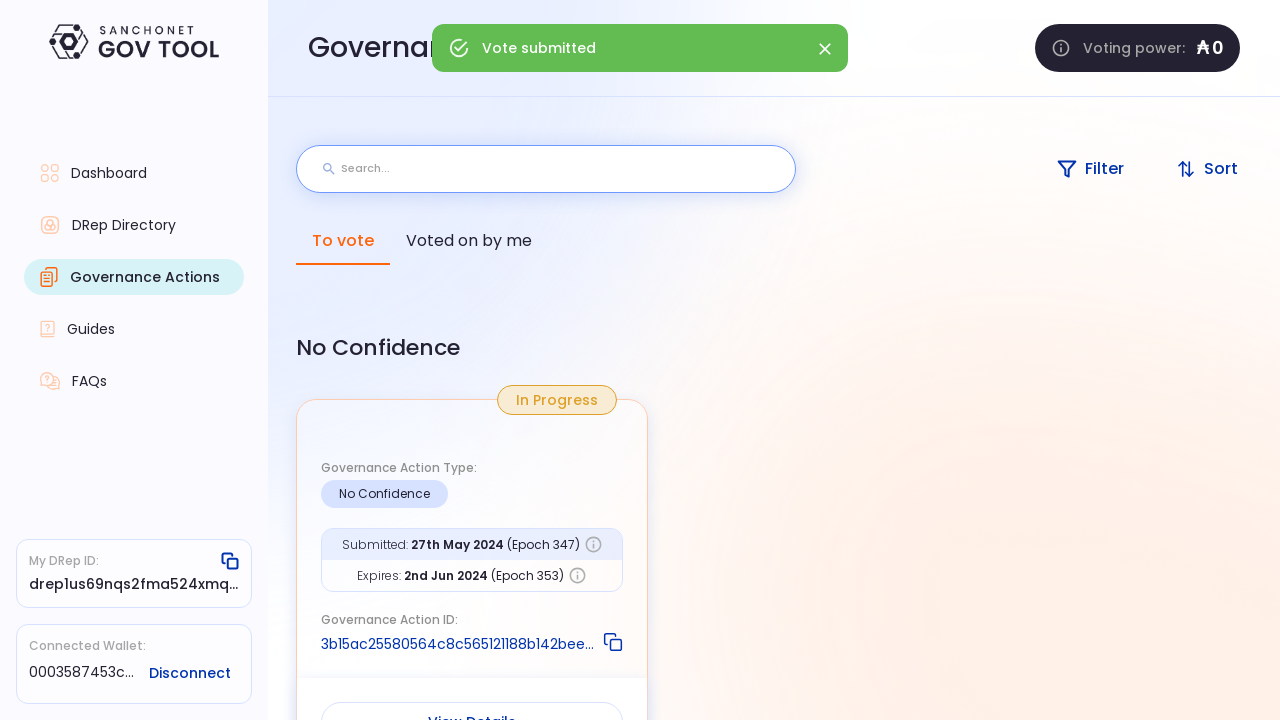 SANCHONET
GOV TOOL
Dashboard
DRep Directory
Governance Actions
Guides
FAQs
My DRep ID:
drep1us69nqs2fma524xmq...
Connected Wallet:
0003587453c...
Disconnect
Vote submitted
Voting power: ₳0
Search...
Filter
Sort
To vote
Voted on by me
No Confidence
In Progress
Governance Action Type:
No Confidence
Submitted: 27th May 2024 (Epoch 347)
Expires: 2nd Jun 2024 (Epoch 353)
Governance Action ID:
3b15ac25580564c8c565121188b142bee...
View Details